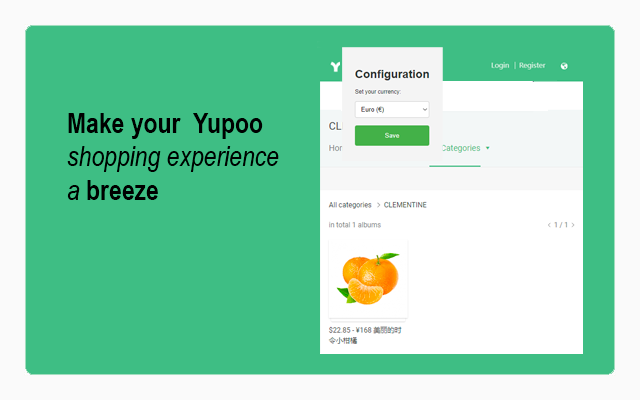 Make your Yupoo
shopping experience
a breeze
Login | Register
Configuration
Set your currency:
Euro (€)
Save
CL
Hor
Categories
All categories > CLEMENTINE
in total 1 albums
< 1 / 1 >
$22.85 - ¥168 美丽的时
令小柑橘